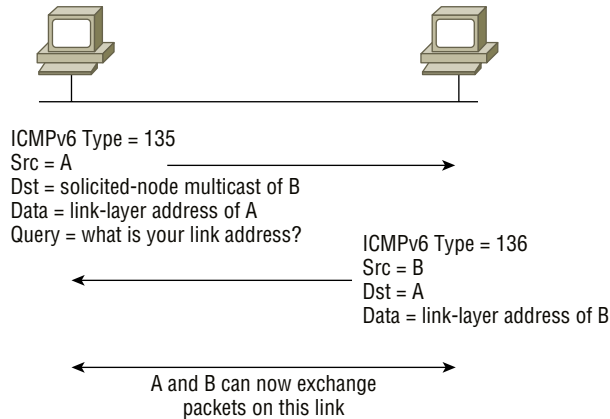 ICMPv6 Type = 135
Src = A
Dst = solicited-node multicast of B
Data = link-layer address of A
Query = what is your link address?
ICMPv6 Type = 136
Src = B
Dst = A
Data = link-layer address of B
A and B can now exchange
packets on this link